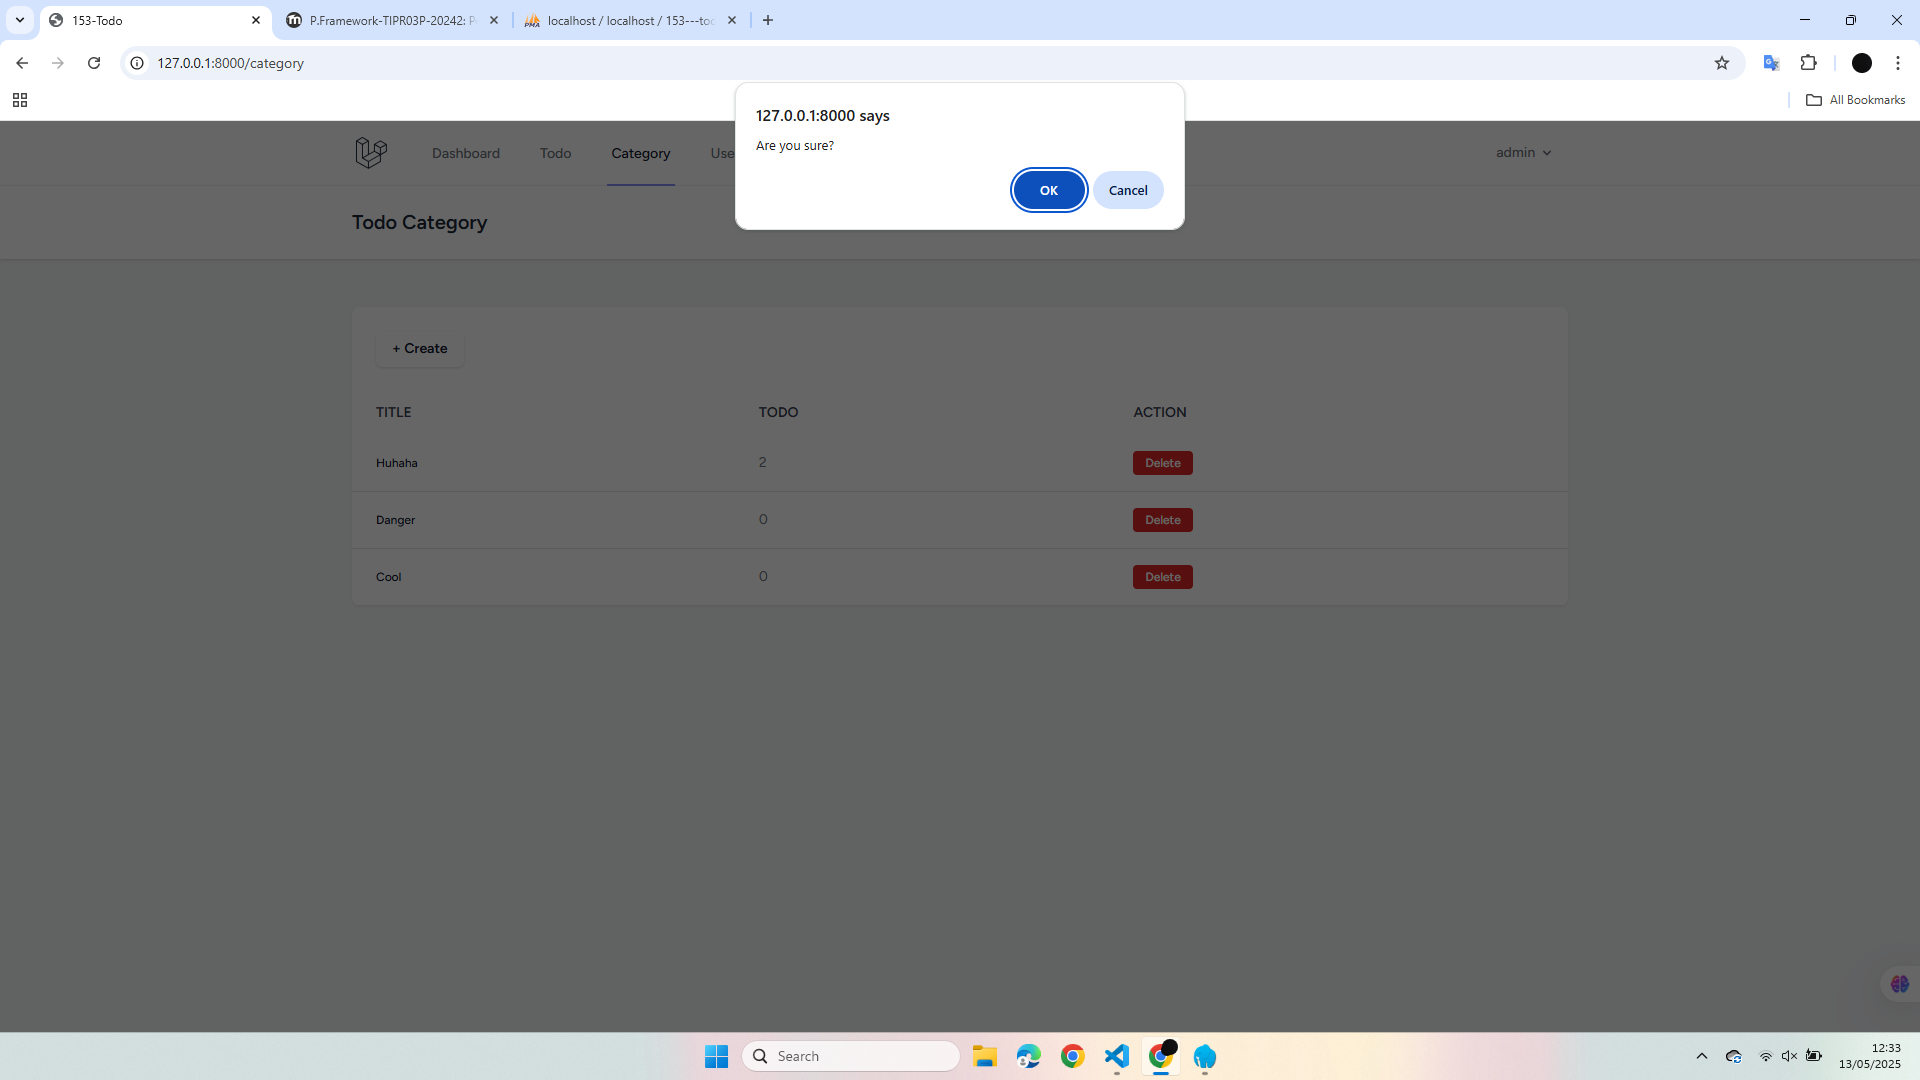 153-Todo
P.Framework-TIPR03P-20242: P
localhost / localhost / 153---too
127.0.0.1:8000/category
All Bookmarks
127.0.0.1:8000 says
Are you sure?
OK
Cancel
Dashboard
Todo
Category
Use
admin
Todo Category
+ Create
TITLE
TODO
ACTION
Huhaha
2
Delete
Danger
0
Delete
Cool
0
Delete
Search
12:33
13/05/2025